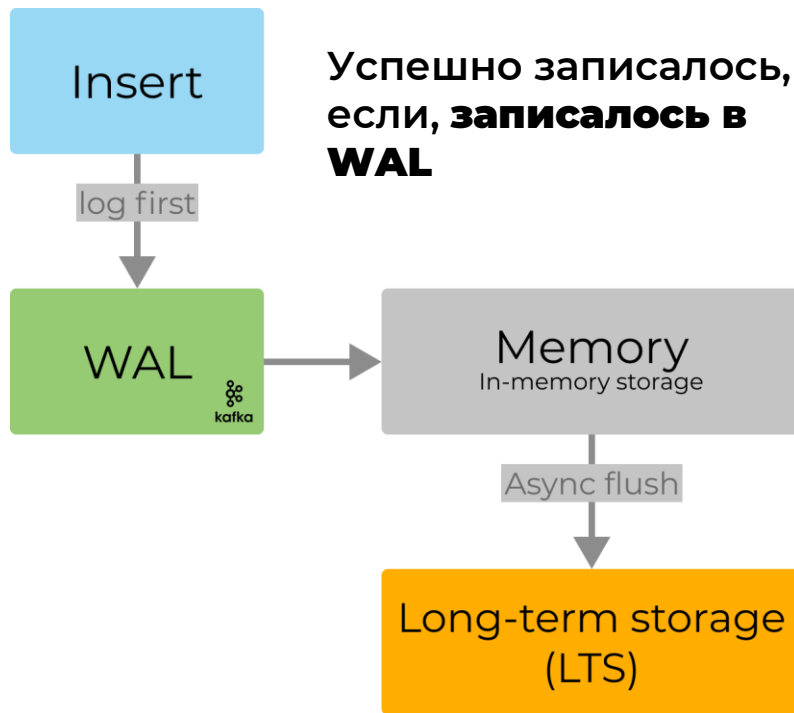 Insert
Успешно записалось,
если, записалось в
WAL
log first
WAL
kafka
Memory
In-memory storage
Async flush
Long-term storage
(LTS)